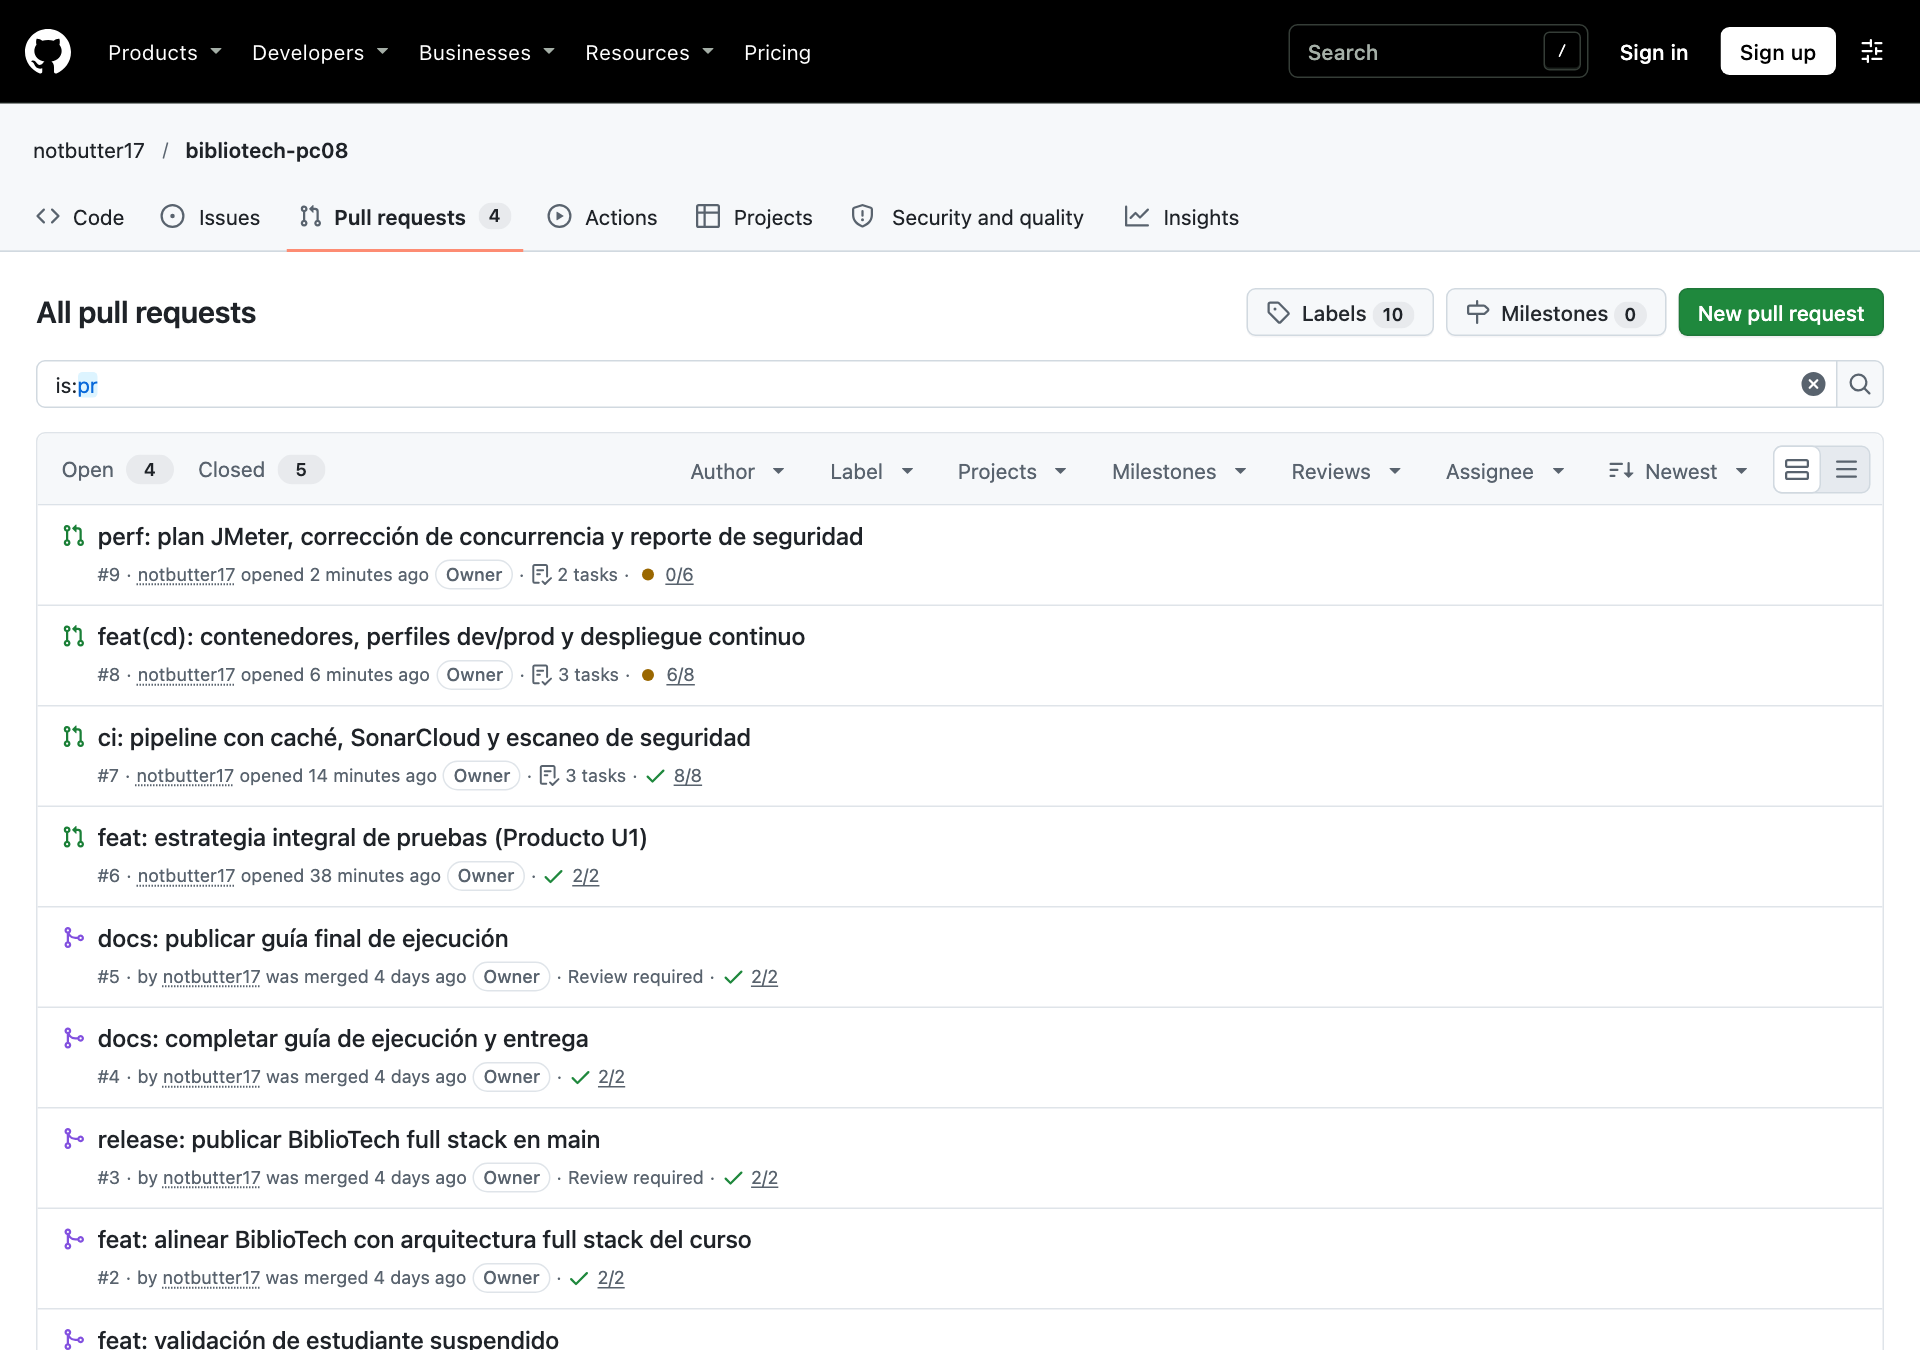 Products Developers Businesses Resources Pricing Search / Sign in Sign up
notbutter17 / bibliotech-pc08
Code Issues Pull requests 4 Actions Projects Security and quality Insights
All pull requests Labels 10 Milestones 0 New pull request
is:pr
Open 4 Closed 5 Author Label Projects Milestones Reviews Assignee Newest
perf: plan JMeter, corrección de concurrencia y reporte de seguridad
#9 · notbutter17 opened 2 minutes ago Owner · 2 tasks · 0/6
feat(cd): contenedores, perfiles dev/prod y despliegue continuo
#8 · notbutter17 opened 6 minutes ago Owner · 3 tasks · 6/8
ci: pipeline con caché, SonarCloud y escaneo de seguridad
#7 · notbutter17 opened 14 minutes ago Owner · 3 tasks · 8/8
feat: estrategia integral de pruebas (Producto U1)
#6 · notbutter17 opened 38 minutes ago Owner · 2/2
docs: publicar guía final de ejecución
#5 · by notbutter17 was merged 4 days ago Owner · Review required · 2/2
docs: completar guía de ejecución y entrega
#4 · by notbutter17 was merged 4 days ago Owner · 2/2
release: publicar BiblioTech full stack en main
#3 · by notbutter17 was merged 4 days ago Owner · Review required · 2/2
feat: alinear BiblioTech con arquitectura full stack del curso
#2 · by notbutter17 was merged 4 days ago Owner · 2/2
feat: validación de estudiante suspendido